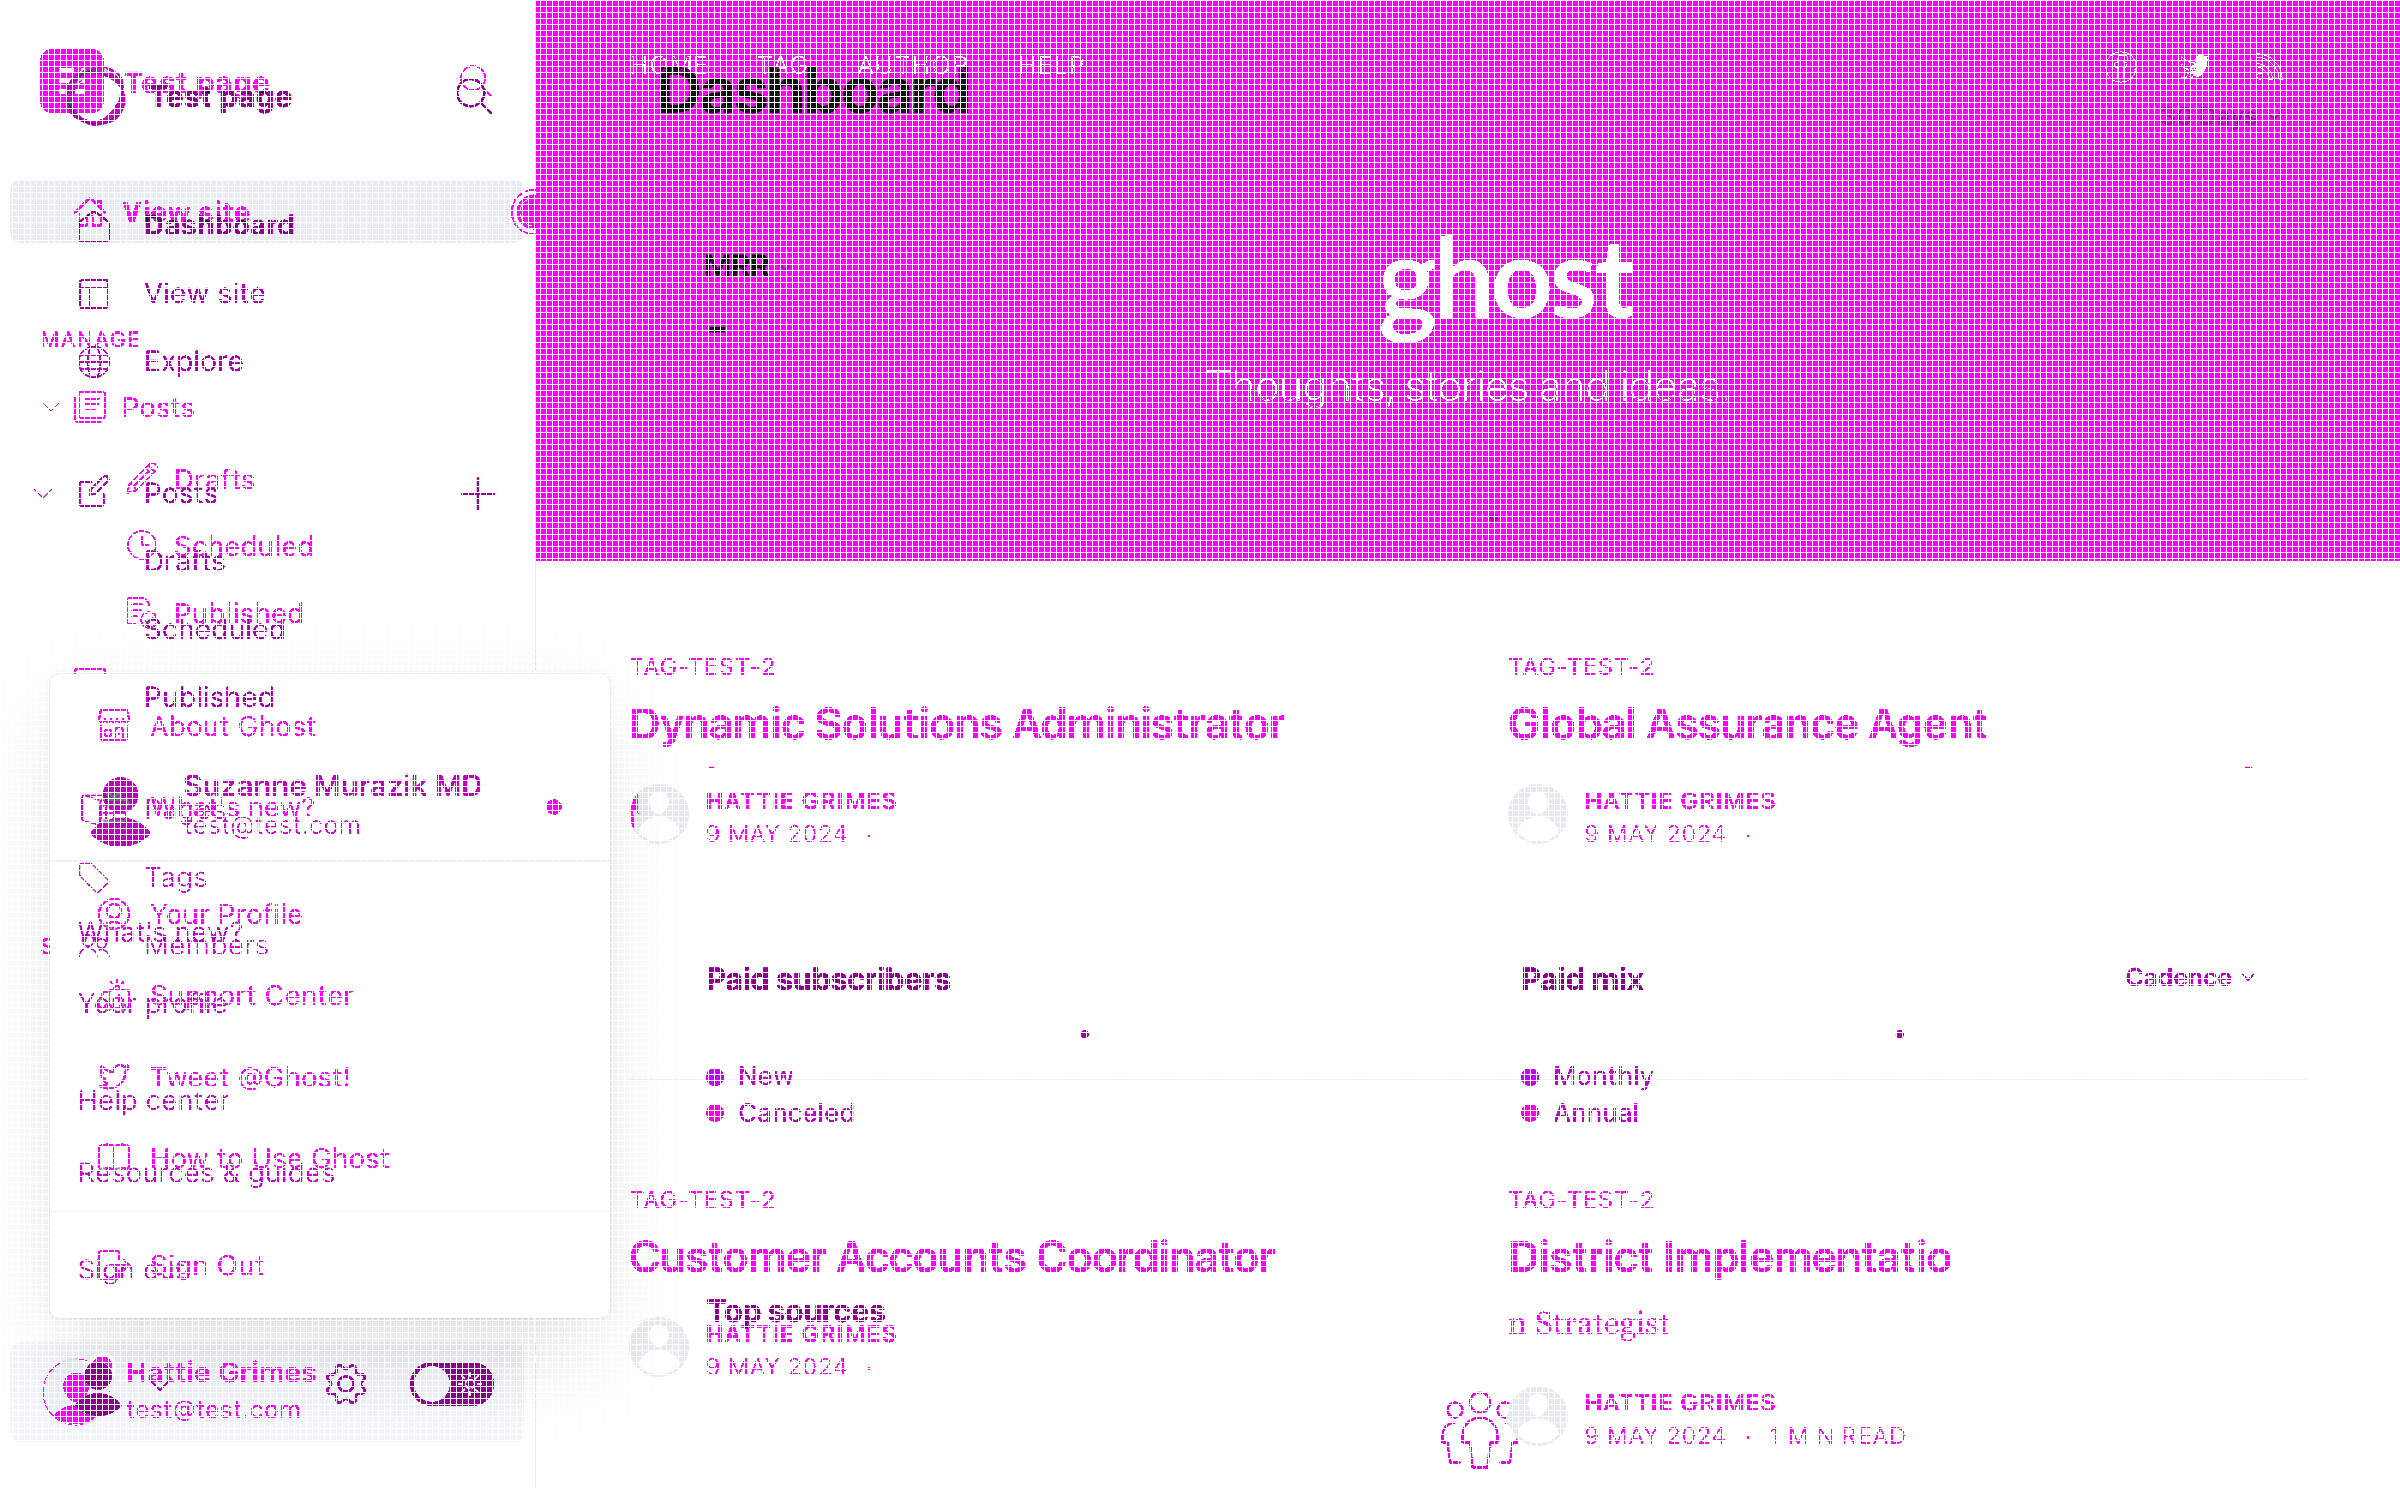 Test page
Test page
View site
Dashboard
View site
MANAGE
Explore
Posts
Drafts
Posts
Scheduled
Drafts
Published
Scheduled
Published
About Ghost
Suzanne Murazik MD
What's new?
test@test.com
Tags
Your Profile
What's new?
Members
Support Center
Your profile
Tweet @Ghost!
Help center
How to Use Ghost
Resources & guides
Sign Out
Sign out
Hattie Grimes
test@test.com
HOME TAG AUTHOR HELP
Dashboard
30 Days
MRR
ghost
Thoughts, stories and ideas.
TAG-TEST-2
Dynamic Solutions Administrator
HATTIE GRIMES
9 MAY 2024 ·
TAG-TEST-2
Global Assurance Agent
HATTIE GRIMES
9 MAY 2024 ·
Paid subscribers
New
Canceled
Paid mix
Cadence
Monthly
Annual
TAG-TEST-2
Customer Accounts Coordinator
Top sources
HATTIE GRIMES
9 MAY 2024 ·
TAG-TEST-2
District Implementatio
n Strategist
HATTIE GRIMES
9 MAY 2024 · 1 M N READ